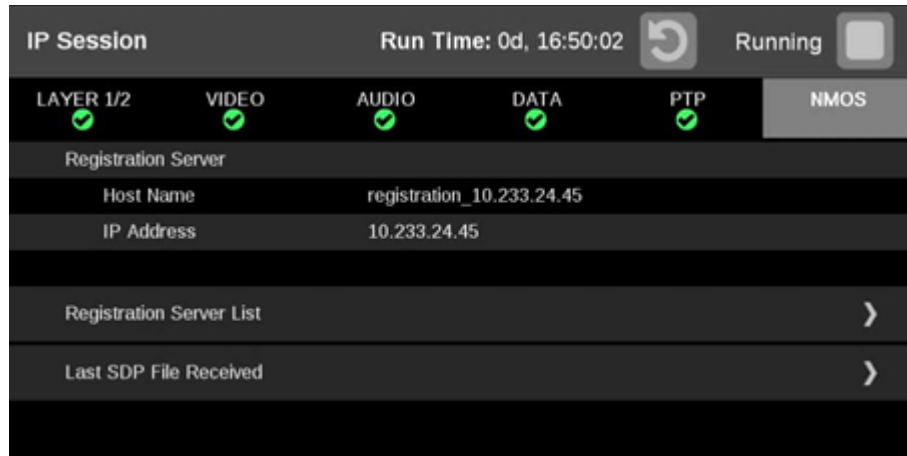 IP Session Run Time: 0d, 16:50:02 Running
LAYER 1/2 VIDEO AUDIO DATA PTP NMOS
Registration Server
Host Name registration_10.233.24.45
IP Address 10.233.24.45
Registration Server List
Last SDP File Received